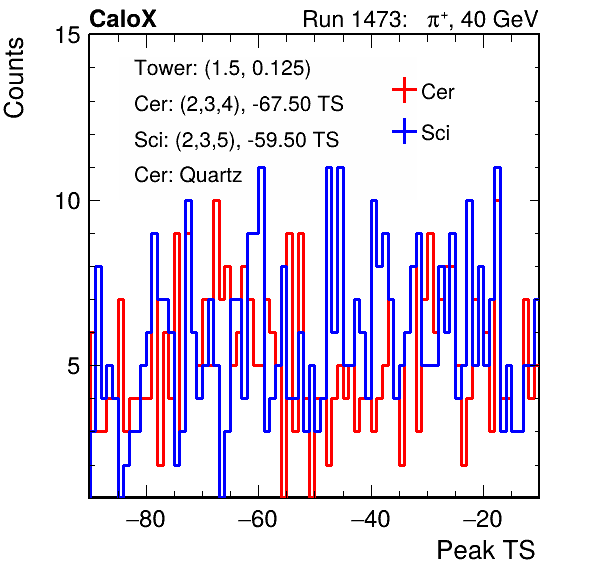 CaloX Run 1473: π+, 40 GeV
Counts
15
10
5
Tower: (1.5, 0.125)
Cer: (2,3,4), -67.50 TS
Sci: (2,3,5), -59.50 TS
Cer: Quartz
Cer
Sci
−80 −60 −40 −20
Peak TS